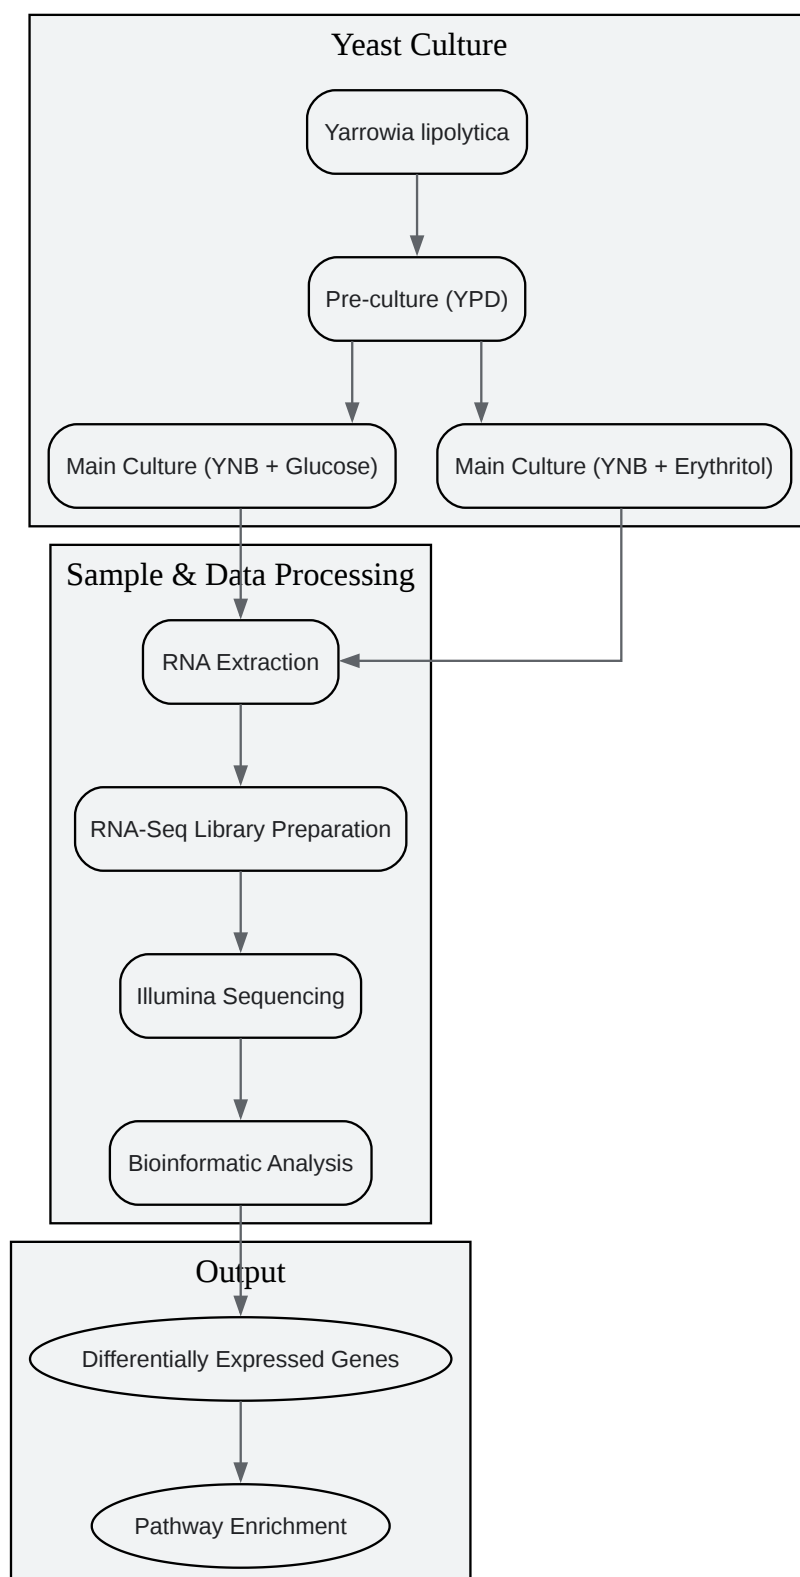 Yeast Culture
Yarrowia lipolytica
Pre-culture (YPD)
Main Culture (YNB + Glucose)
Main Culture (YNB + Erythritol)
Sample & Data Processing
RNA Extraction
RNA-Seq Library Preparation
Illumina Sequencing
Bioinformatic Analysis
Output
Differentially Expressed Genes
Pathway Enrichment